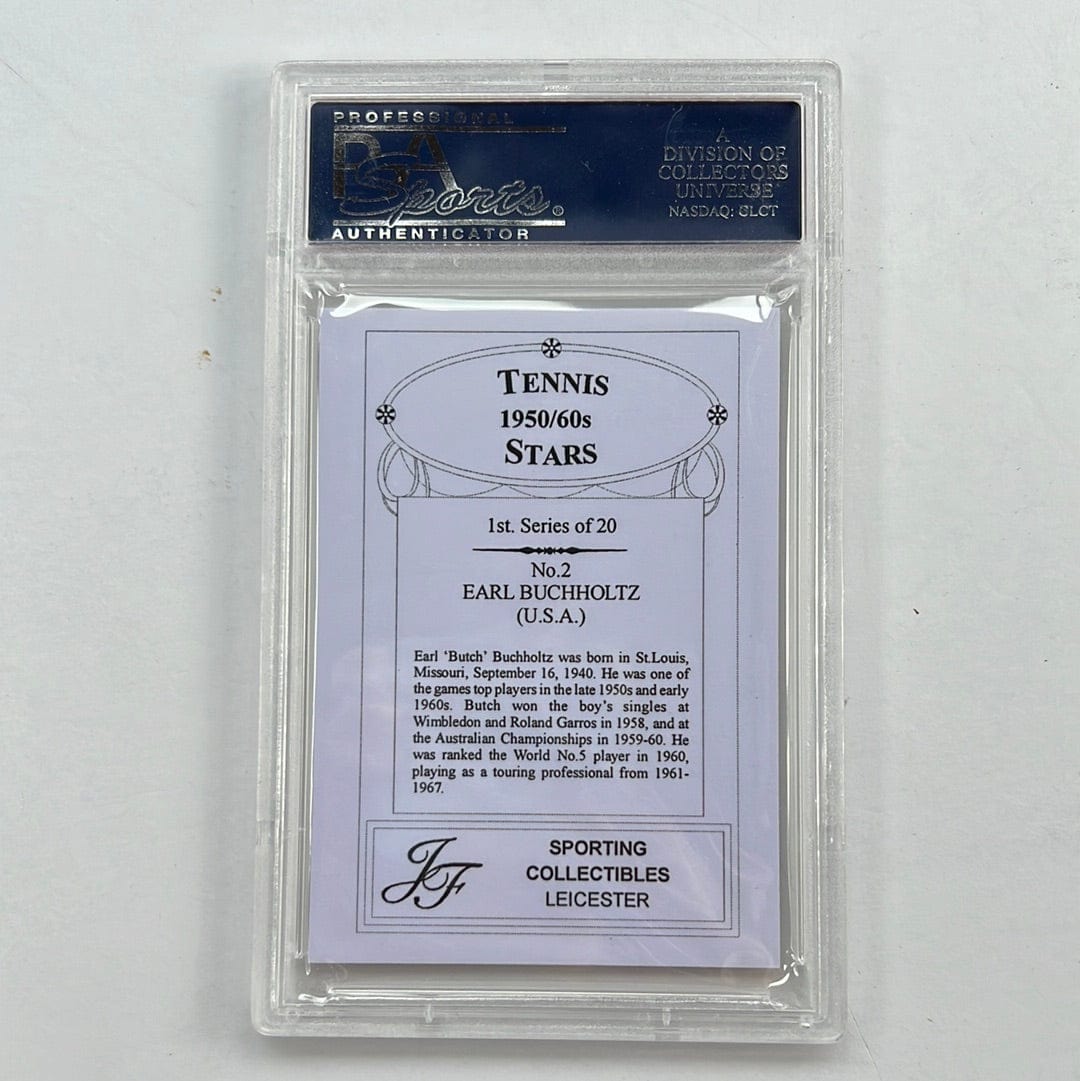 PROFESSIONAL
PSA
Sports®
AUTHENTICATOR
A
DIVISION OF
COLLECTORS
UNIVERSE
NASDAQ: CLCT
TENNIS
1950/60s
STARS
1st. Series of 20
No.2
EARL BUCHHOLTZ
(U.S.A.)
Earl ‘Butch’ Buchholtz was born in St.Louis,
Missouri, September 16, 1940. He was one of
the games top players in the late 1950s and early
1960s. Butch won the boy’s singles at
Wimbledon and Roland Garros in 1958, and at
the Australian Championships in 1959-60. He
was ranked the World No.5 player in 1960,
playing as a touring professional from 1961-
1967.
JF
SPORTING
COLLECTIBLES
LEICESTER